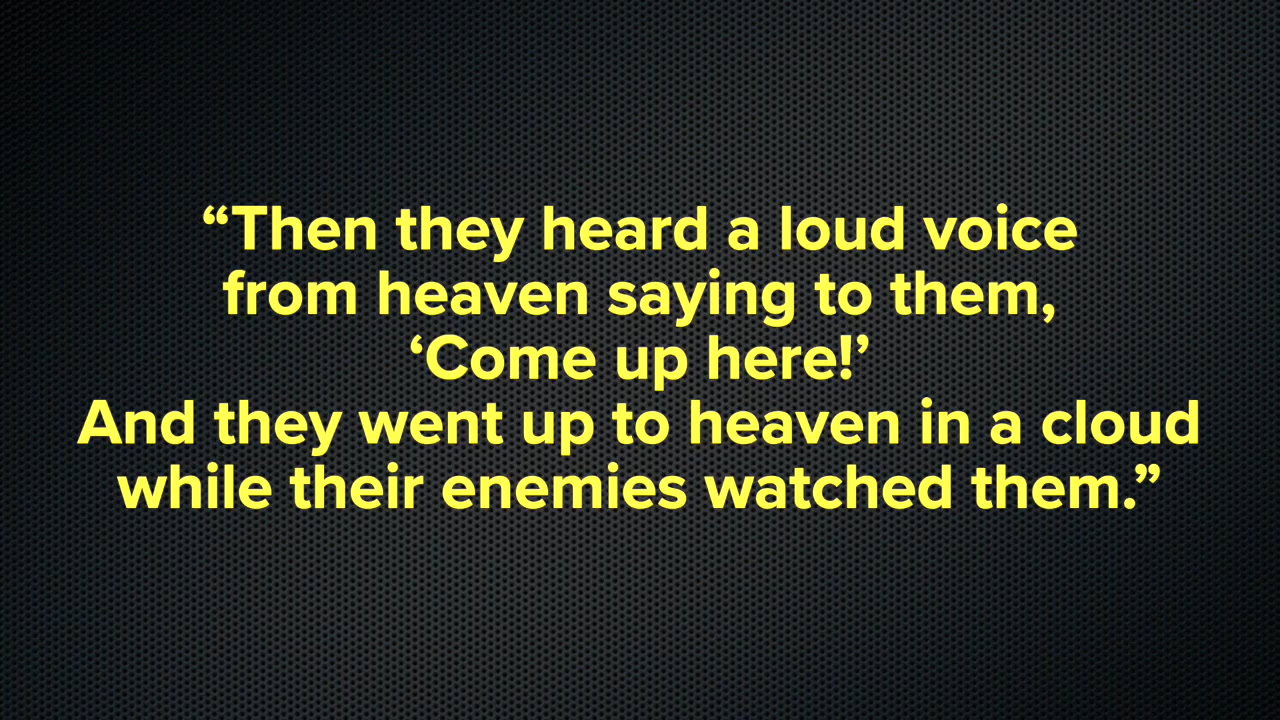 “Then they heard a loud voice
from heaven saying to them,
‘Come up here!’
And they went up to heaven in a cloud
while their enemies watched them.”